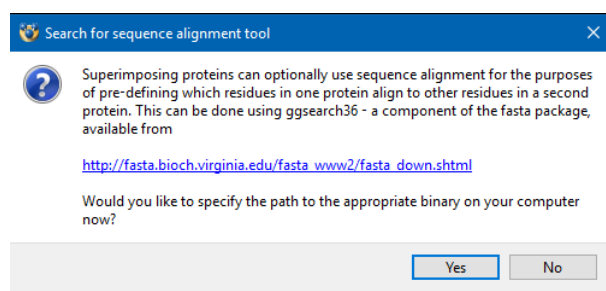 Search for sequence alignment tool
Superimposing proteins can optionally use sequence alignment for the purposes
of pre-defining which residues in one protein align to other residues in a second
protein. This can be done using ggsearch36 - a component of the fasta package,
available from
http://fasta.bioch.virginia.edu/fasta_www2/fasta_down.shtml
Would you like to specify the path to the appropriate binary on your computer
now?
Yes No